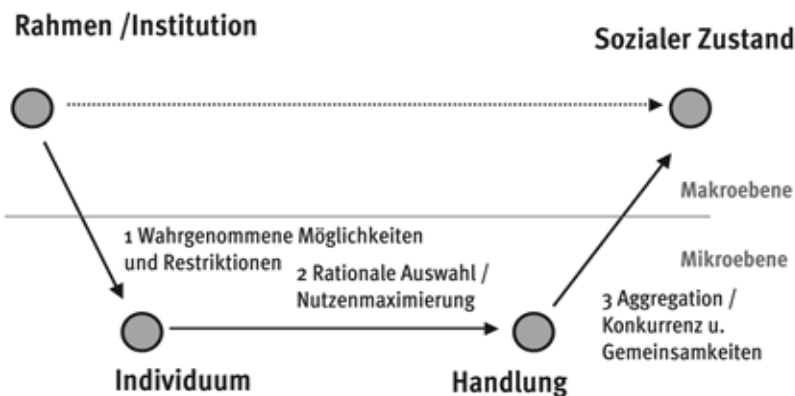 Rahmen /Institution
Sozialer Zustand
Makroebene
1 Wahrgenommene Möglichkeiten
und Restriktionen
2 Rationale Auswahl /
Nutzenmaximierung
Mikroebene
3 Aggregation /
Konkurrenz u.
Gemeinsamkeiten
Individuum
Handlung